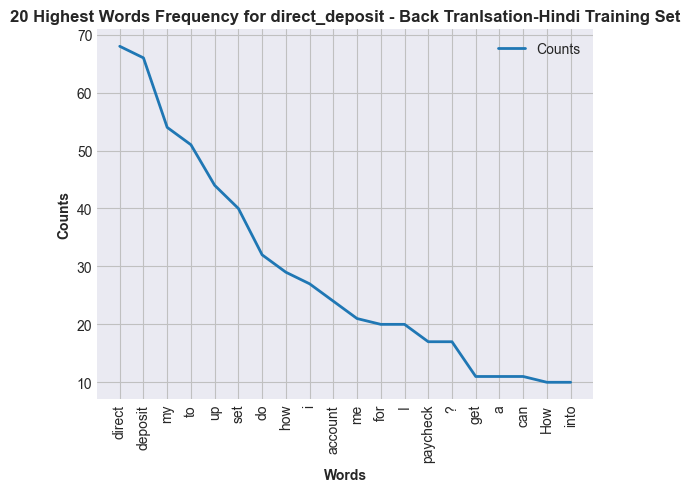 20 Highest Words Frequency for direct_deposit - Back Tranlsation-Hindi Training Set
Counts
70
60
50
40
30
20
10
Counts
direct
deposit
my
to
up
set
do
how
i
account
me
for
I
paycheck
?
get
a
can
How
into
Words